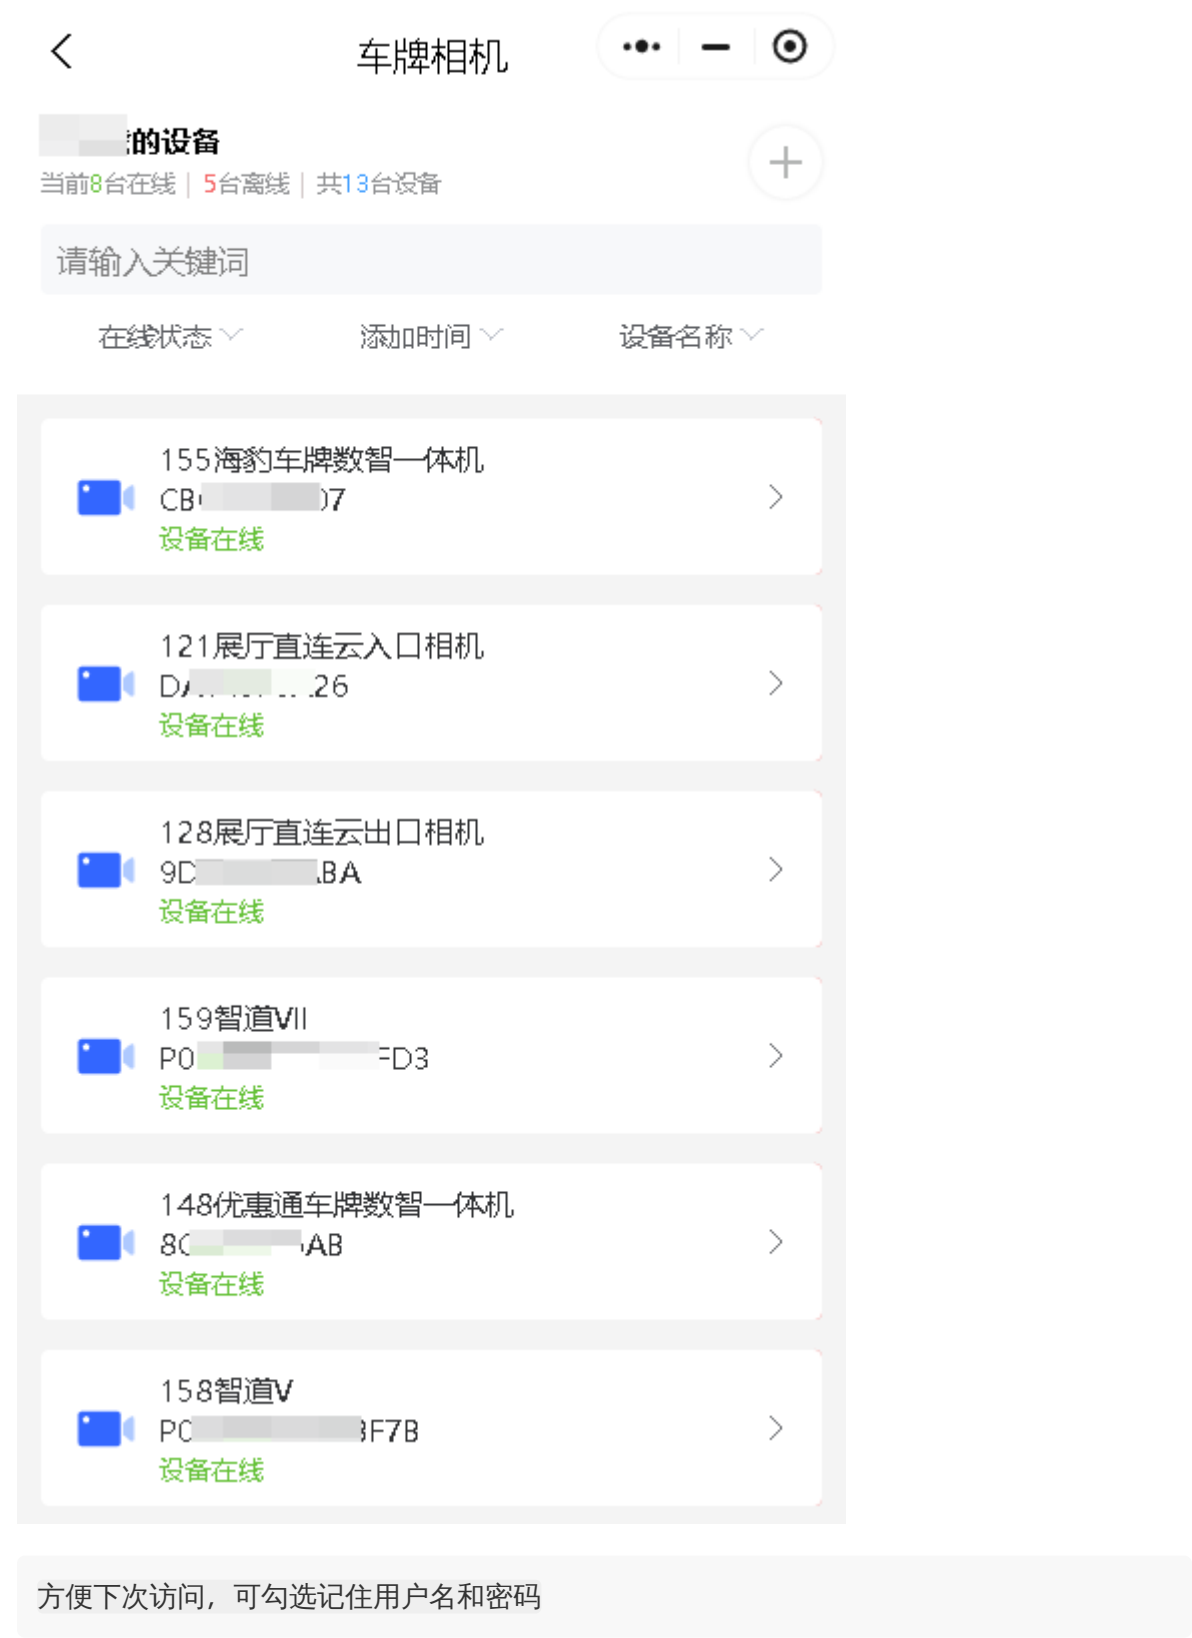 车牌相机
的设备
当前8台在线 | 5台离线 | 共13台设备
请输入关键词
在线状态 添加时间 设备名称
155海豹车牌数智一体机
CB 07
设备在线
121展厅直连云入口相机
DA 26
设备在线
128展厅直连云出口相机
9D BA
设备在线
159智道VII
P0 FD3
设备在线
148优惠通车牌数智一体机
80 AB
设备在线
158智道V
P0 BF7B
设备在线
方便下次访问，可勾选记住用户名和密码